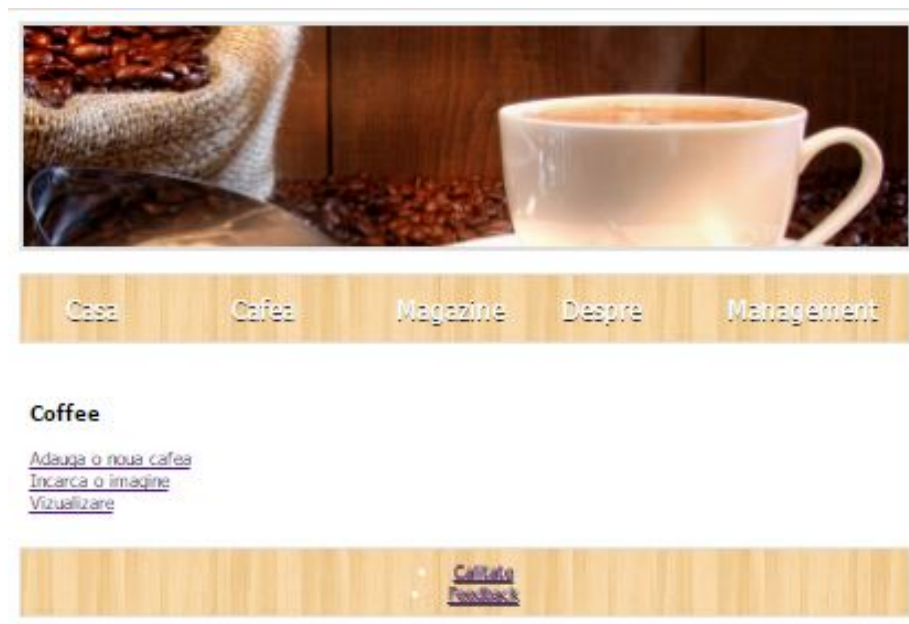 Casa Cafea Magazine Despre Management
Coffee
Adauga o noua cafea
Incarca o imagine
Vizualizare
Calitate
Feedback